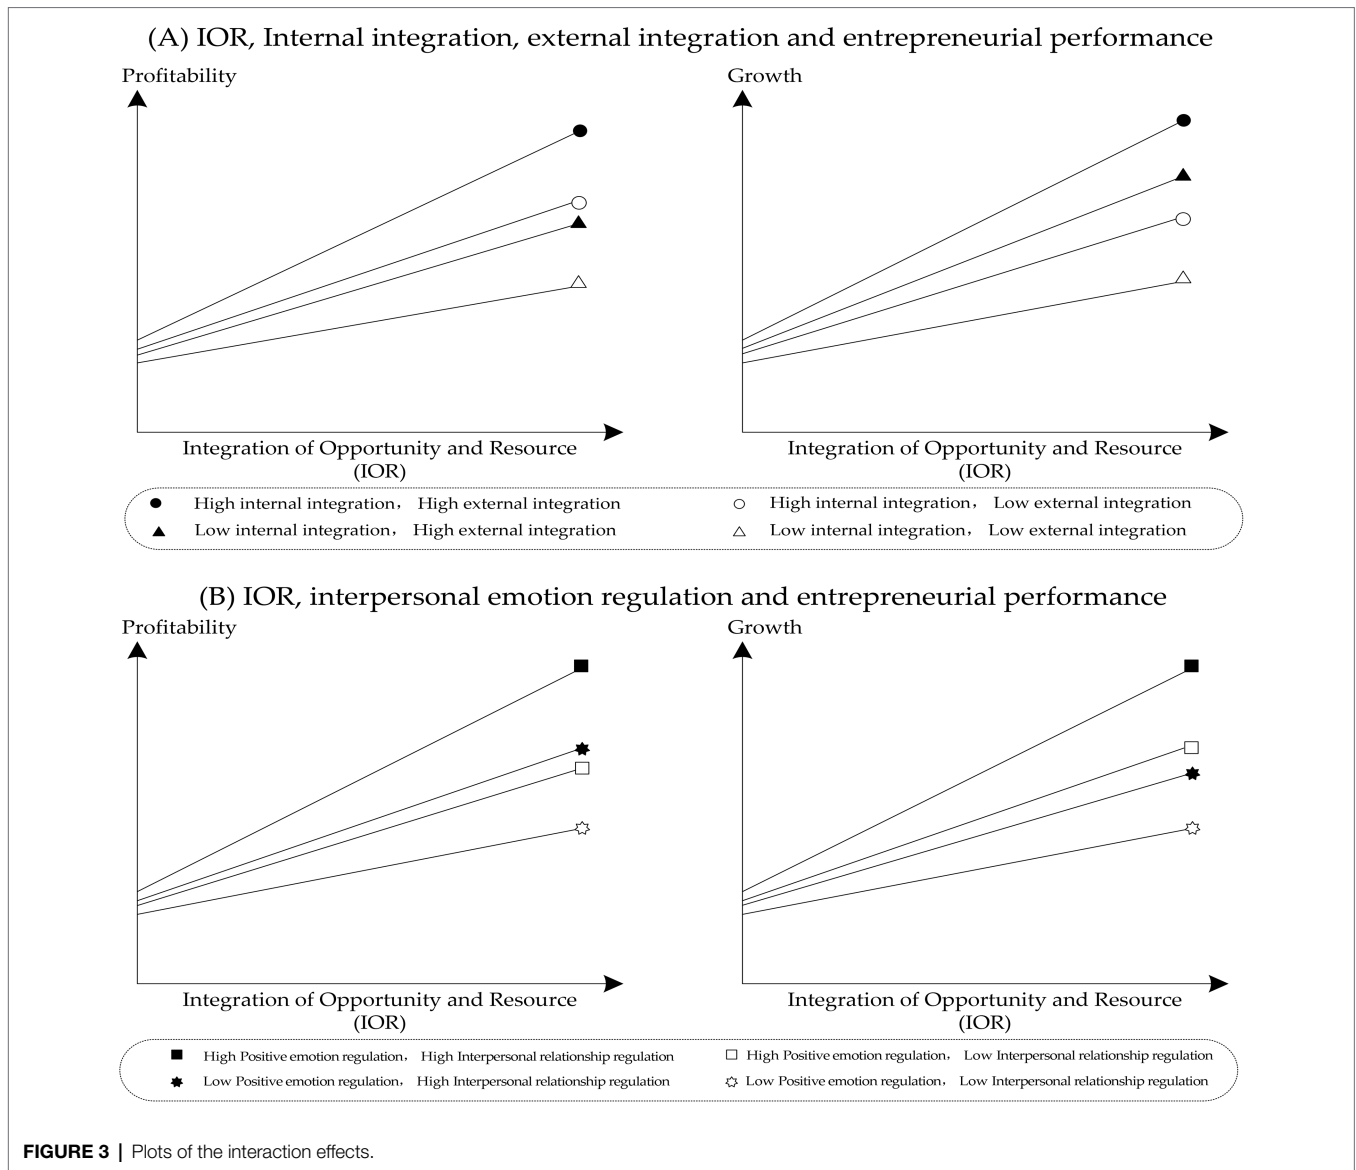 (A) IOR, Internal integration, external integration and entrepreneurial performance
Profitability
Growth
Integration of Opportunity and Resource
(IOR)
Integration of Opportunity and Resource
(IOR)
High internal integration， High external integration
High internal integration， Low external integration
Low internal integration， High external integration
Low internal integration， Low external integration
(B) IOR, interpersonal emotion regulation and entrepreneurial performance
Profitability
Growth
Integration of Opportunity and Resource
(IOR)
Integration of Opportunity and Resource
(IOR)
High Positive emotion regulation， High Interpersonal relationship regulation
High Positive emotion regulation， Low Interpersonal relationship regulation
Low Positive emotion regulation， High Interpersonal relationship regulation
Low Positive emotion regulation， Low Interpersonal relationship regulation
FIGURE 3 | Plots of the interaction effects.